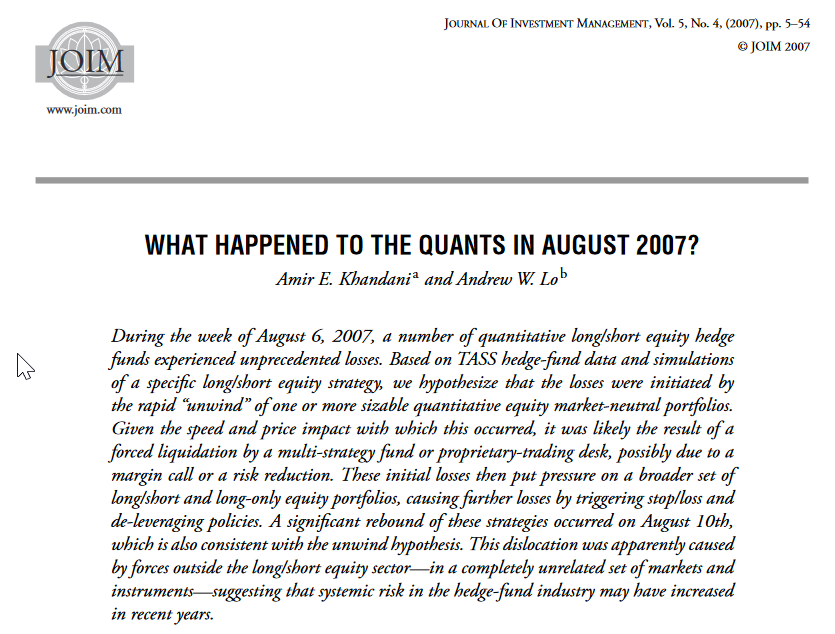 JOURNAL OF INVESTMENT MANAGEMENT, Vol. 5, No. 4, (2007), pp. 5–54
© JOIM 2007
JOIM
www.joim.com
WHAT HAPPENED TO THE QUANTS IN AUGUST 2007?
Amir E. Khandani a and Andrew W. Lo b
During the week of August 6, 2007, a number of quantitative long/short equity hedge
funds experienced unprecedented losses. Based on TASS hedge-fund data and simulations
of a specific long/short equity strategy, we hypothesize that the losses were initiated by
the rapid “unwind” of one or more sizable quantitative equity market-neutral portfolios.
Given the speed and price impact with which this occurred, it was likely the result of a
forced liquidation by a multi-strategy fund or proprietary-trading desk, possibly due to a
margin call or a risk reduction. These initial losses then put pressure on a broader set of
long/short and long-only equity portfolios, causing further losses by triggering stop/loss and
de-leveraging policies. A significant rebound of these strategies occurred on August 10th,
which is also consistent with the unwind hypothesis. This dislocation was apparently caused
by forces outside the long/short equity sector—in a completely unrelated set of markets and
instruments—suggesting that systemic risk in the hedge-fund industry may have increased
in recent years.